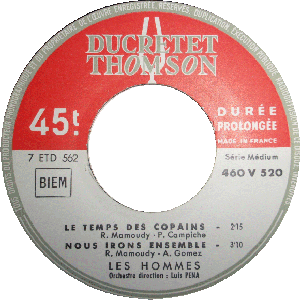 DUCRETET
THOMSON
45t.
DURÉE
PROLONGÉE
MADE IN FRANCE
7 ETD 562
Série Médium
BIEM
460 V 520
LE TEMPS DES COPAINS - 2:15
R. Mamoudy - P. Campiche
NOUS IRONS ENSEMBLE - 3:10
R. Mamoudy - A. Gomez
LES HOMMES
Orchestre direction : Luis PENA